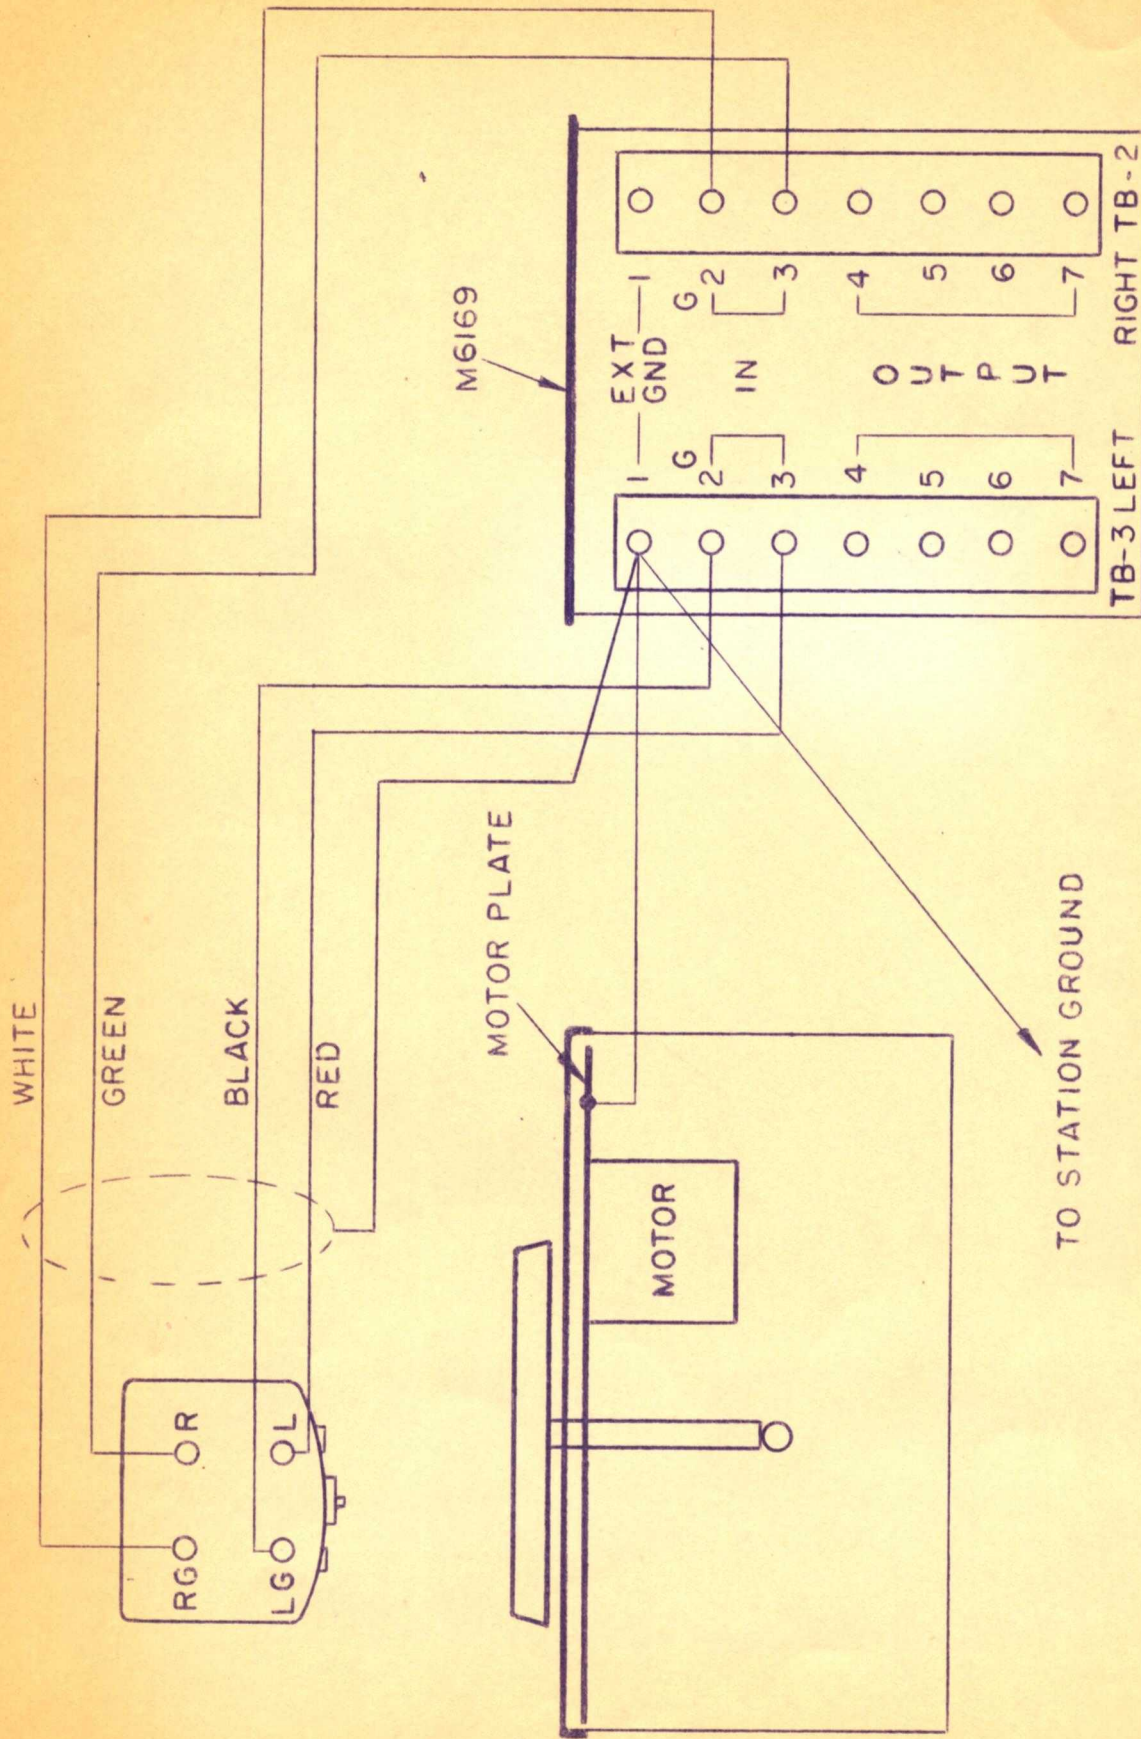 WHITE
GREEN
BLACK
RED
RG R
LG L
M6169
MOTOR PLATE
MOTOR
TO STATION GROUND
1 EXT GND 1
G G
2 2
IN
3 3
4 4
OUTPUT
5 5
6 6
7 7
TB-3 LEFT RIGHT TB-2